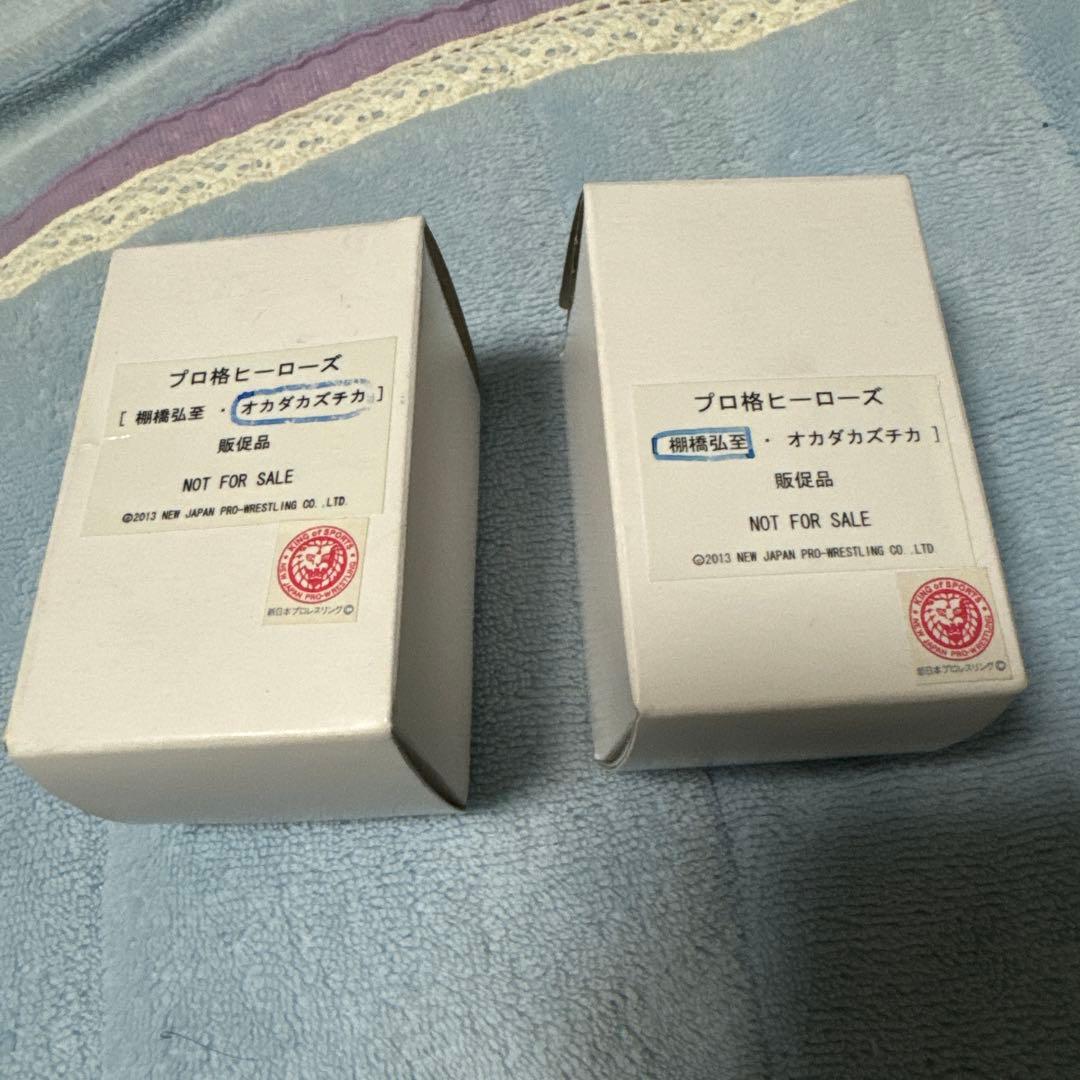 プロ格ヒーローズ
[ 棚橋弘至 ・ オカダカズチカ ]
販促品
NOT FOR SALE
©2013 NEW JAPAN PRO-WRESTLING CO.,LTD.
KING of SPORTS
NEW JAPAN PRO-WRESTLING
新日本プロレスリング©
プロ格ヒーローズ
[ 棚橋弘至 ・ オカダカズチカ ]
販促品
NOT FOR SALE
©2013 NEW JAPAN PRO-WRESTLING CO.,LTD
KING of SPORTS
NEW JAPAN PRO-WRESTLING
新日本プロレスリング©